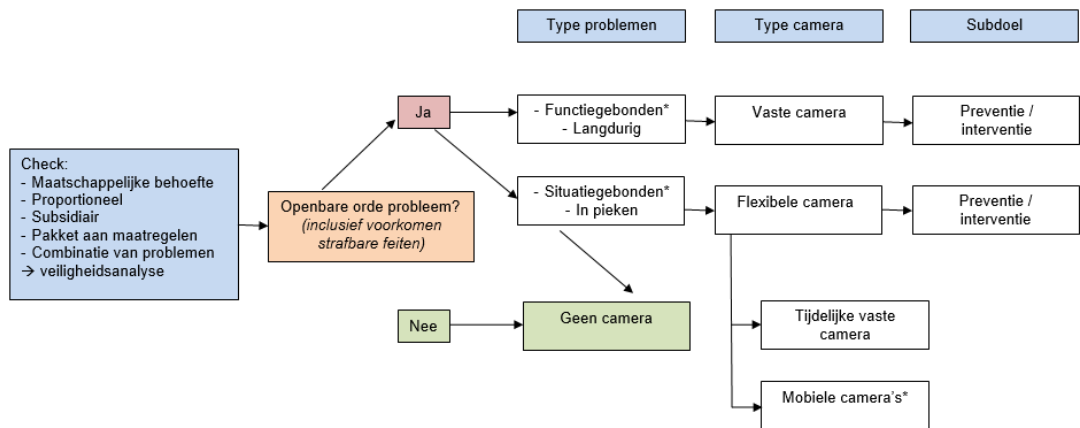 Type problemen
Type camera
Subdoel
Ja
- Functiegebonden*
- Langdurig
Vaste camera
Preventie /
interventie
Check:
- Maatschappelijke behoefte
- Proportioneel
- Subsidiair
- Pakket aan maatregelen
- Combinatie van problemen
→ veiligheidsanalyse
Openbare orde probleem?
(inclusief voorkomen
strafbare feiten)
- Situatiegebonden*
- In pieken
Flexibele camera
Preventie /
interventie
Nee
Geen camera
Tijdelijke vaste
camera
Mobiele camera's*